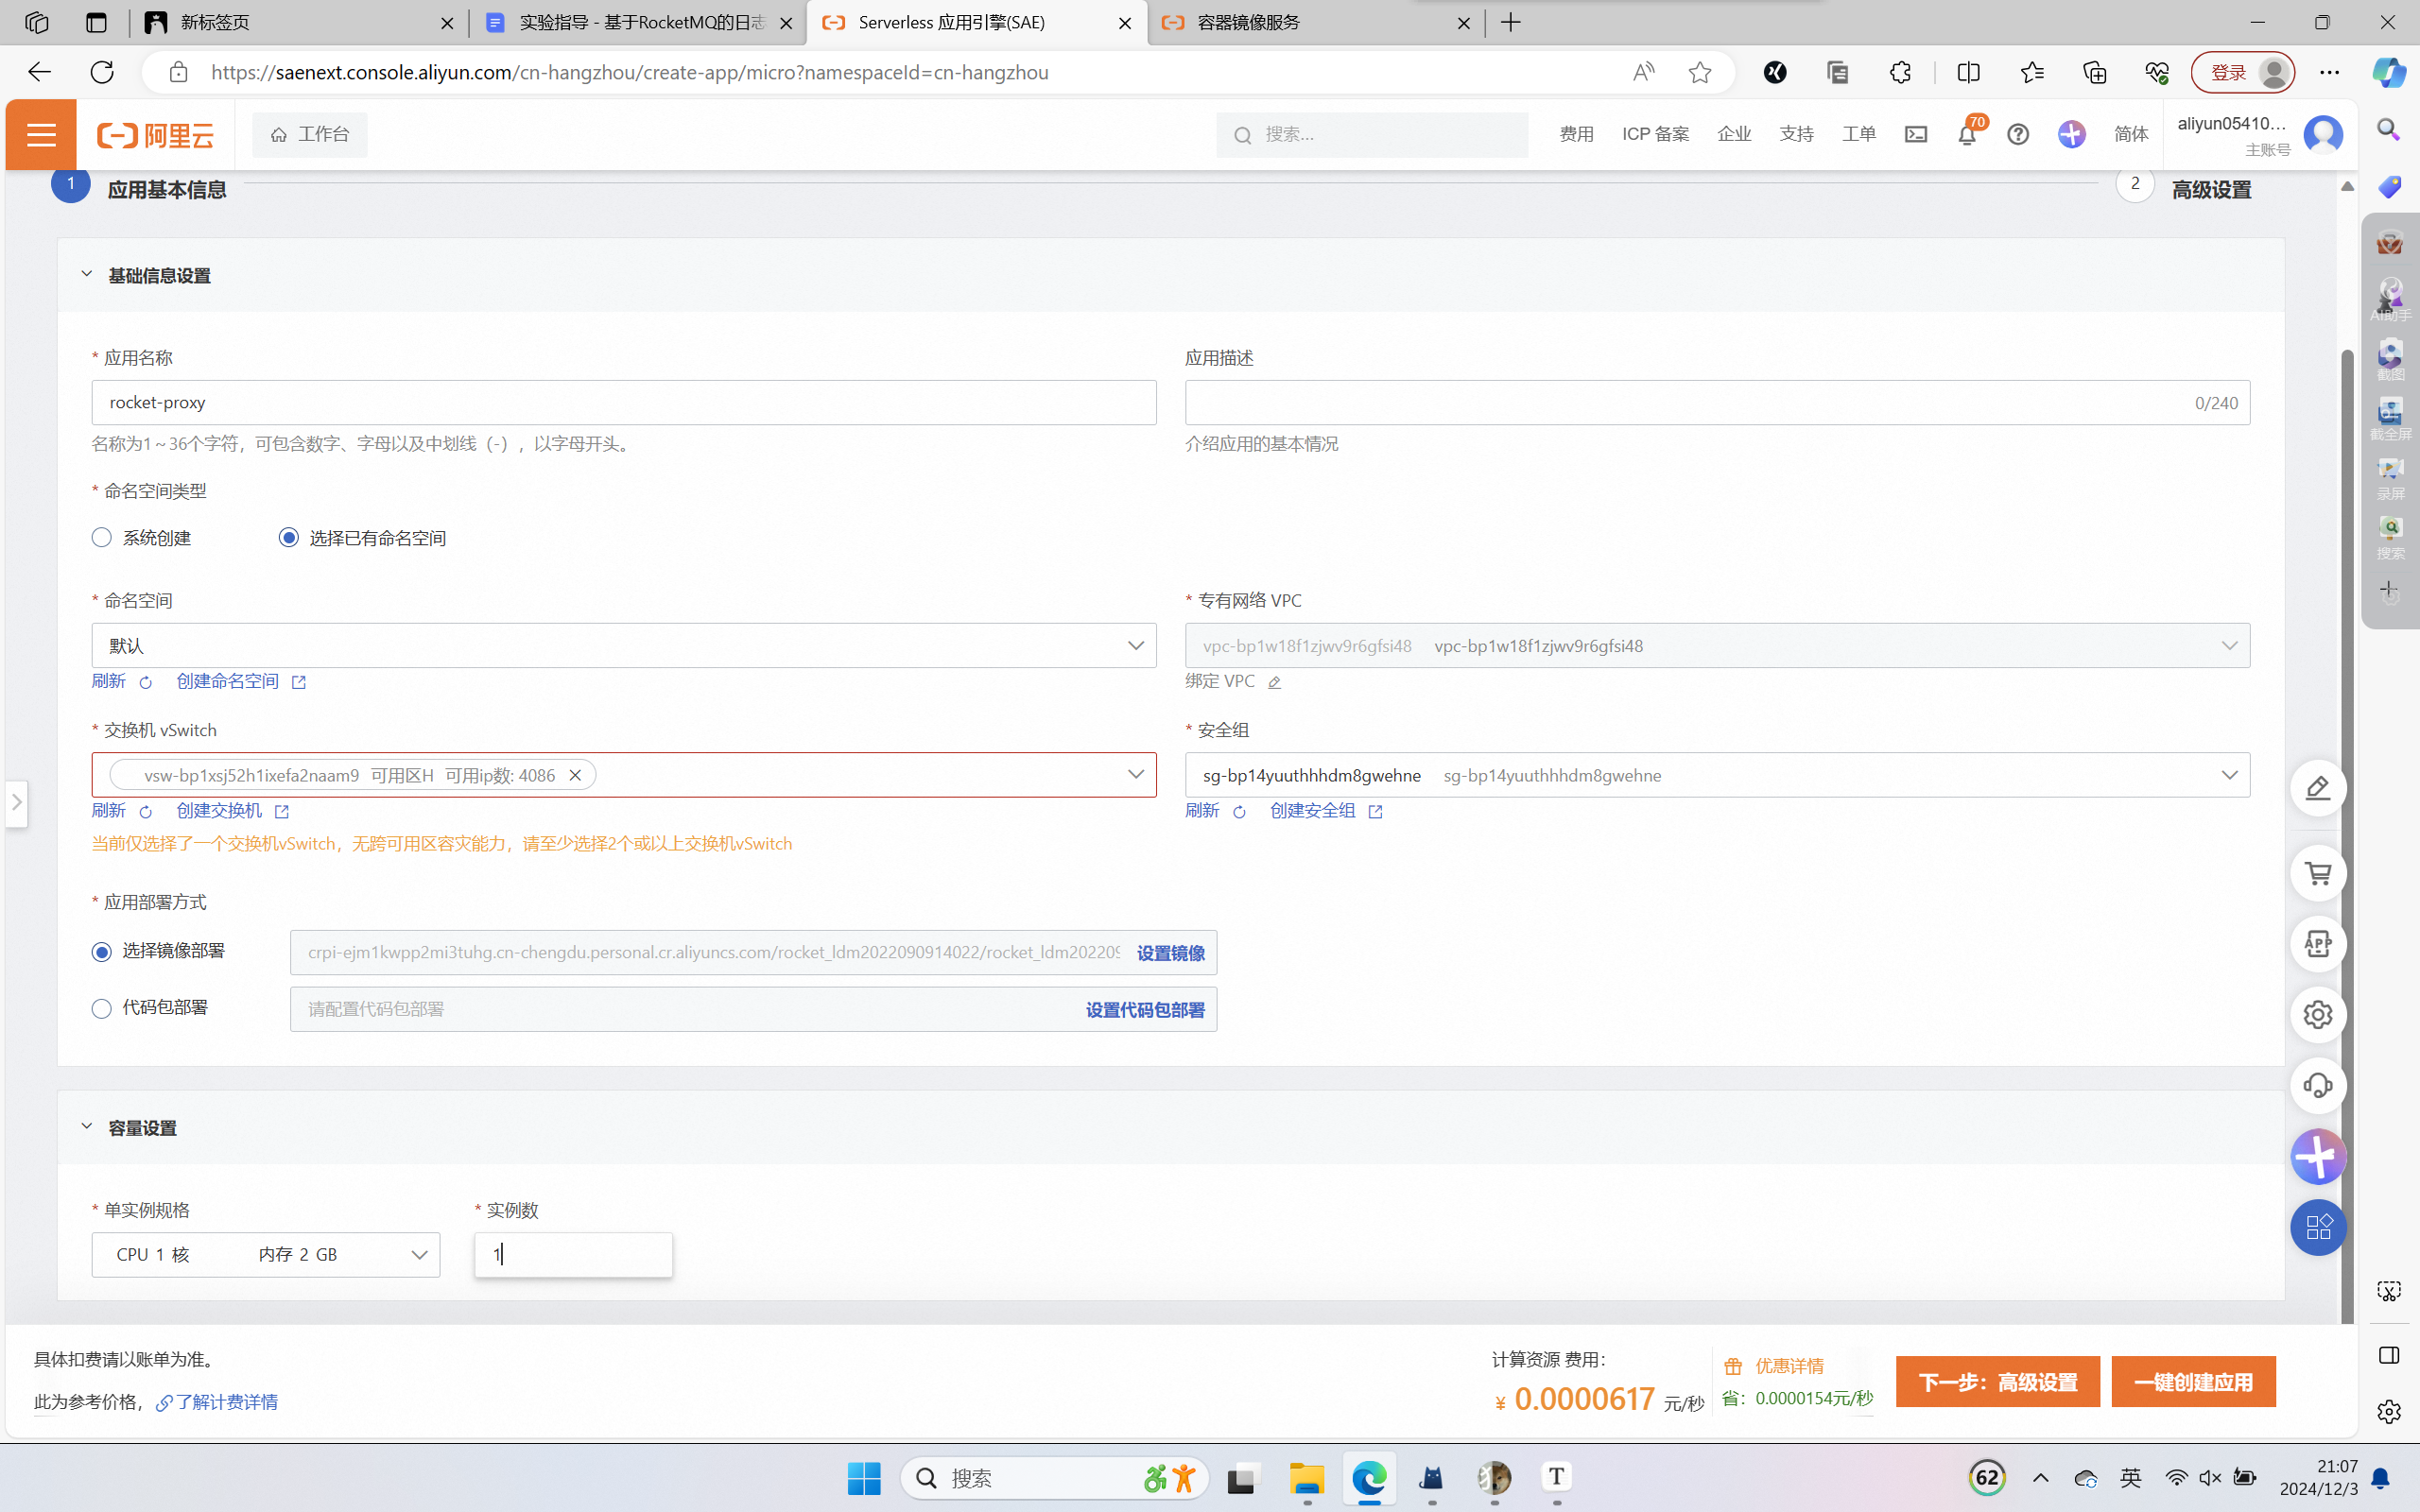 新标签页
实验指导 - 基于RocketMQ的日志
Serverless 应用引擎(SAE)
容器镜像服务
https://saenext.console.aliyun.com/cn-hangzhou/create-app/micro?namespaceId=cn-hangzhou
登录
阿里云
工作台
搜索...
费用
ICP 备案
企业
支持
工单
70
简体
aliyun05410...
主账号
1 应用基本信息
2 高级设置
基础信息设置
* 应用名称
应用描述
rocket-proxy
0/240
名称为1 ~ 36个字符，可包含数字、字母以及中划线（-），以字母开头。
介绍应用的基本情况
* 命名空间类型
系统创建
选择已有命名空间
* 命名空间
* 专有网络 VPC
默认
vpc-bp1w18f1zjwv9r6gfsi48 vpc-bp1w18f1zjwv9r6gfsi48
刷新 创建命名空间
绑定 VPC
* 交换机 vSwitch
* 安全组
vsw-bp1xsj52h1ixefa2naam9 可用区H 可用ip数: 4086
sg-bp14yuuthhhdm8gwehne sg-bp14yuuthhhdm8gwehne
刷新 创建交换机
刷新 创建安全组
当前仅选择了一个交换机vSwitch，无跨可用区容灾能力，请至少选择2个或以上交换机vSwitch
* 应用部署方式
选择镜像部署
crpi-ejm1kwpp2mi3tuhg.cn-chengdu.personal.cr.aliyuncs.com/rocket_ldm2022090914022/rocket_ldm202209
设置镜像
代码包部署
请配置代码包部署
设置代码包部署
容量设置
* 单实例规格
* 实例数
CPU 1 核 内存 2 GB
1
具体扣费请以账单为准。
此为参考价格，了解计费详情
计算资源 费用：
¥ 0.0000617 元/秒
优惠详情
省：0.0000154元/秒
下一步：高级设置
一键创建应用
AI助手
截图
截全屏
录屏
搜索
APP
搜索
T
62
英
21:07
2024/12/3